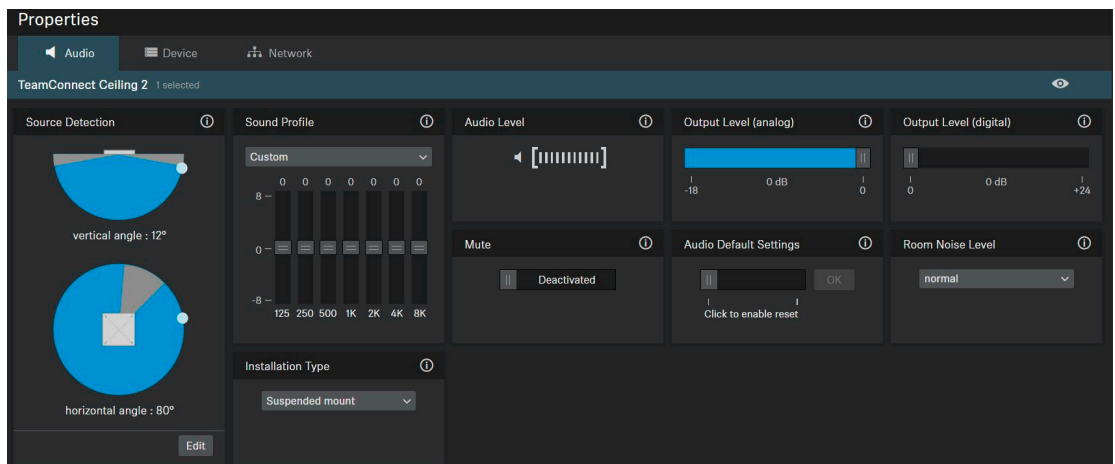 Properties
Audio
Device
Network
TeamConnect Ceiling 2 1 selected
Source Detection
vertical angle : 12°
horizontal angle : 80°
Edit
Sound Profile
Custom
0 0 0 0 0 0 0
8
0
-8
125 250 500 1K 2K 4K 8K
Installation Type
Suspended mount
Audio Level
Mute
Deactivated
Output Level (analog)
-18 0 dB 0
Audio Default Settings
OK
Click to enable reset
Output Level (digital)
0 0 dB +24
Room Noise Level
normal